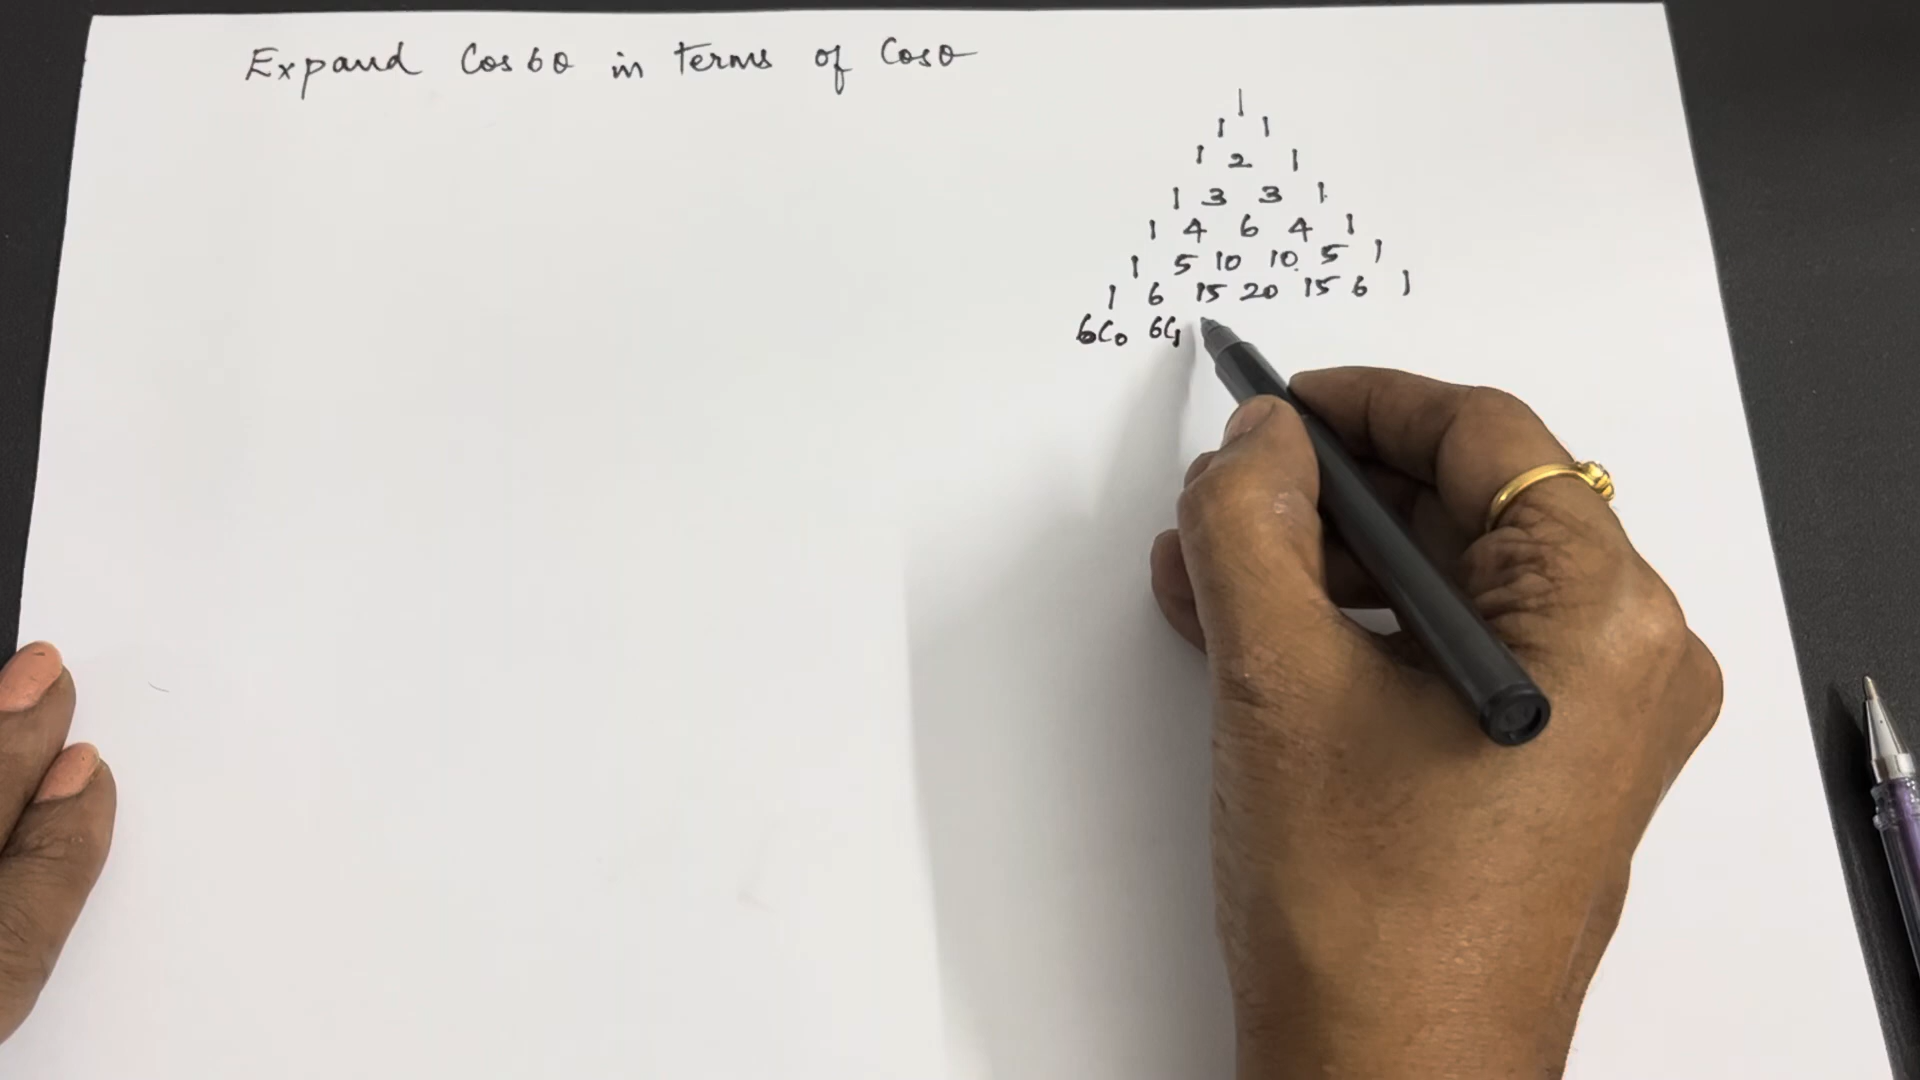 Expand Cos 6θ in terms of Cosθ
1
1 1
1 2 1
1 3 3 1
1 4 6 4 1
1 5 10 10 5 1
1 6 15 20 15 6 1
6C₀ 6C₁